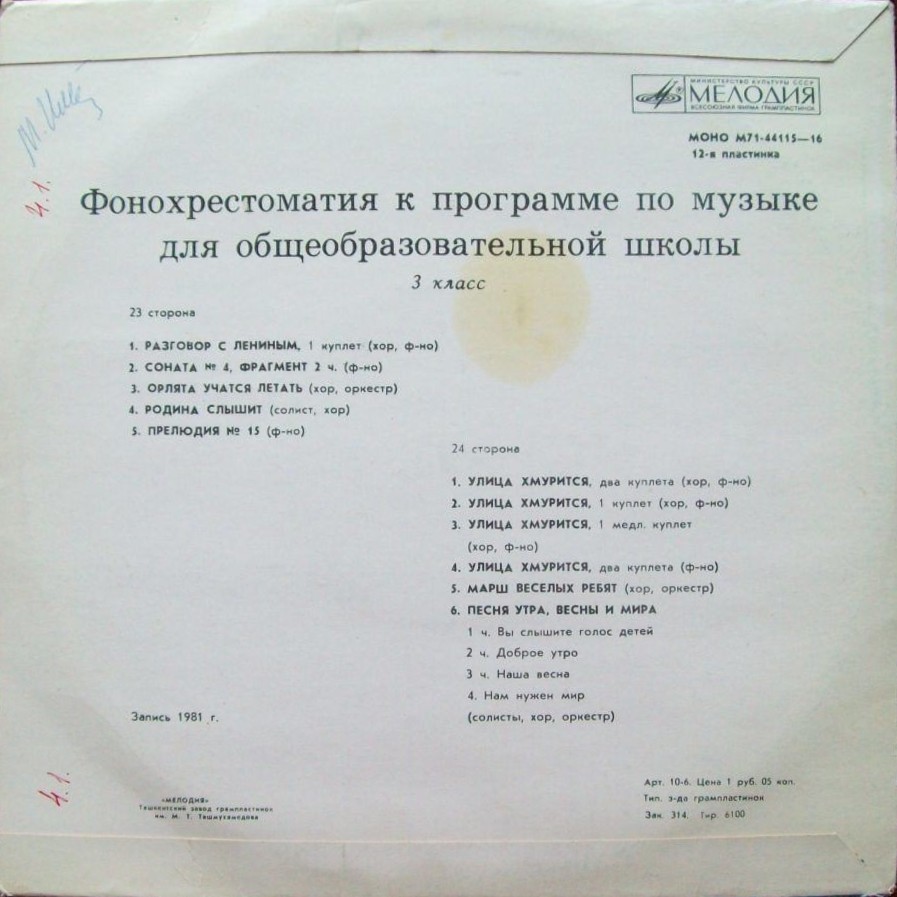 МИНИСТЕРСТВО КУЛЬТУРЫ СССР
МЕЛОДИЯ
ВСЕСОЮЗНАЯ ФИРМА ГРАМПЛАСТИНОК
МОНО М71-44115—16
12-я пластинка
4.1.
Фонохрестоматия к программе по музыке
для общеобразовательной школы
3 класс
23 сторона
1. РАЗГОВОР С ЛЕНИНЫМ, 1 куплет (хор, ф-но)
2. СОНАТА № 4, ФРАГМЕНТ 2 ч. (ф-но)
3. ОРЛЯТА УЧАТСЯ ЛЕТАТЬ (хор, оркестр)
4. РОДИНА СЛЫШИТ (солист, хор)
5. ПРЕЛЮДИЯ № 15 (ф-но)
24 сторона
1. УЛИЦА ХМУРИТСЯ, два куплета (хор, ф-но)
2. УЛИЦА ХМУРИТСЯ, 1 куплет (хор, ф-но)
3. УЛИЦА ХМУРИТСЯ, 1 медл. куплет
(хор, ф-но)
4. УЛИЦА ХМУРИТСЯ, два куплета (ф-но)
5. МАРШ ВЕСЕЛЫХ РЕБЯТ (хор, оркестр)
6. ПЕСНЯ УТРА, ВЕСНЫ И МИРА
1 ч. Вы слышите голос детей
2 ч. Доброе утро
3 ч. Наша весна
4. Нам нужен мир
(солисты, хор, оркестр)
Запись 1981 г.
4.1.
«МЕЛОДИЯ»
Ташкентский завод грампластинок
им. М. Т. Ташмухамедова
Арт. 10-6. Цена 1 руб. 05 коп.
Тип. з-да грампластинок
Зак. 314. Тир. 6100